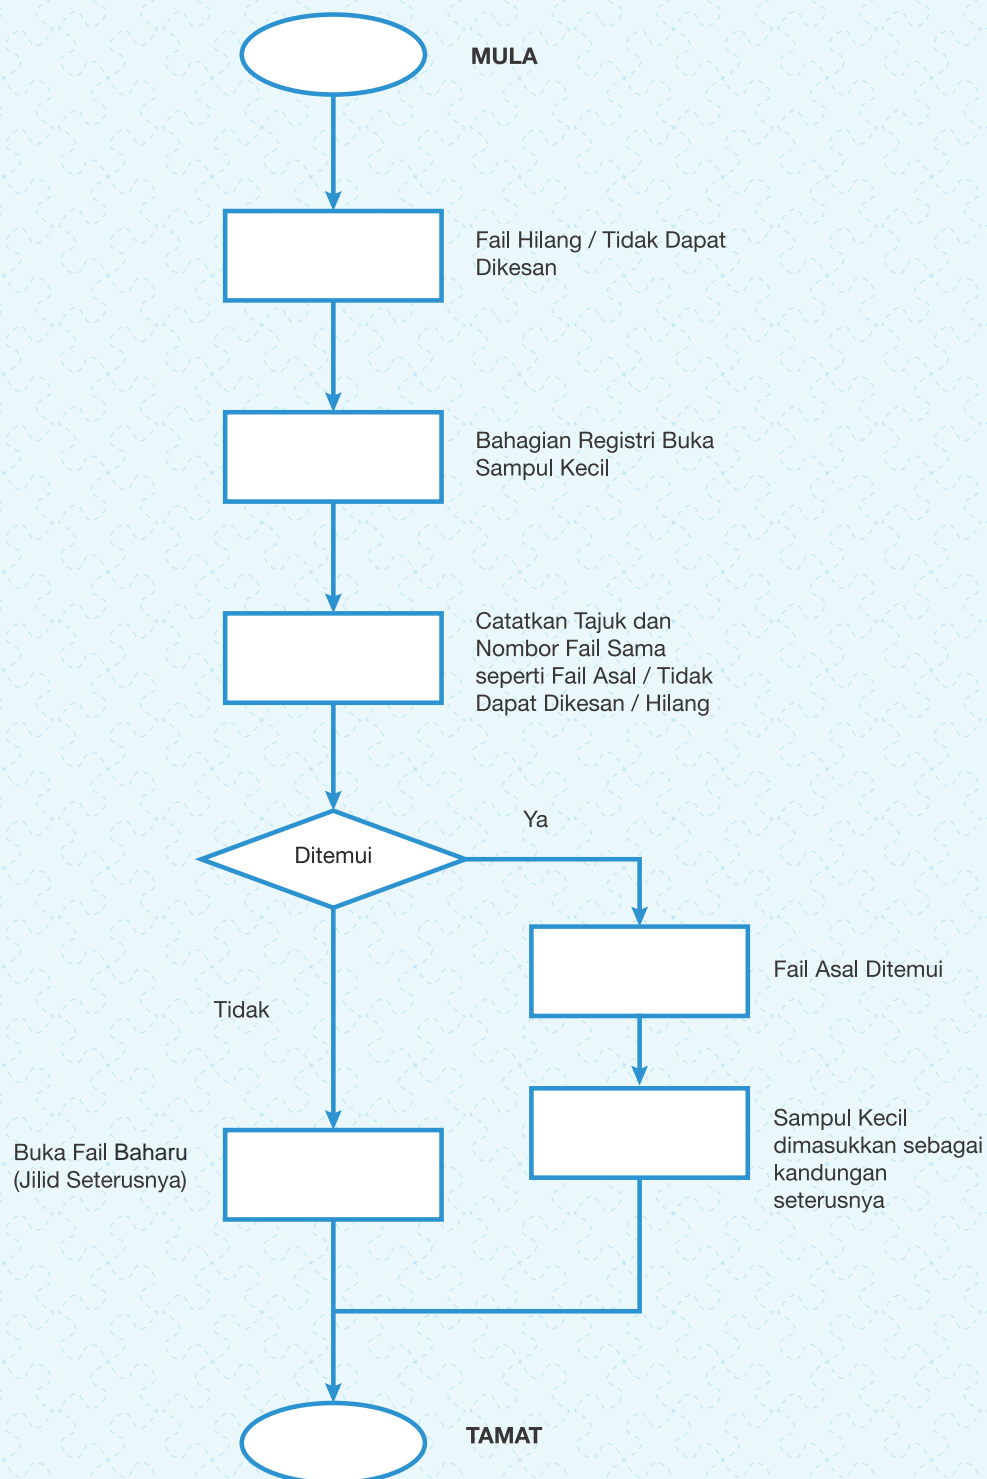 MULA
Fail Hilang / Tidak Dapat
Dikesan
Bahagian Registri Buka
Sampul Kecil
Catatkan Tajuk dan
Nombor Fail Sama
seperti Fail Asal / Tidak
Dapat Dikesan / Hilang
Ya
Ditemui
Fail Asal Ditemui
Tidak
Sampul Kecil
dimasukkan sebagai
kandungan
seterusnya
Buka Fail Baharu
(Jilid Seterusnya)
TAMAT